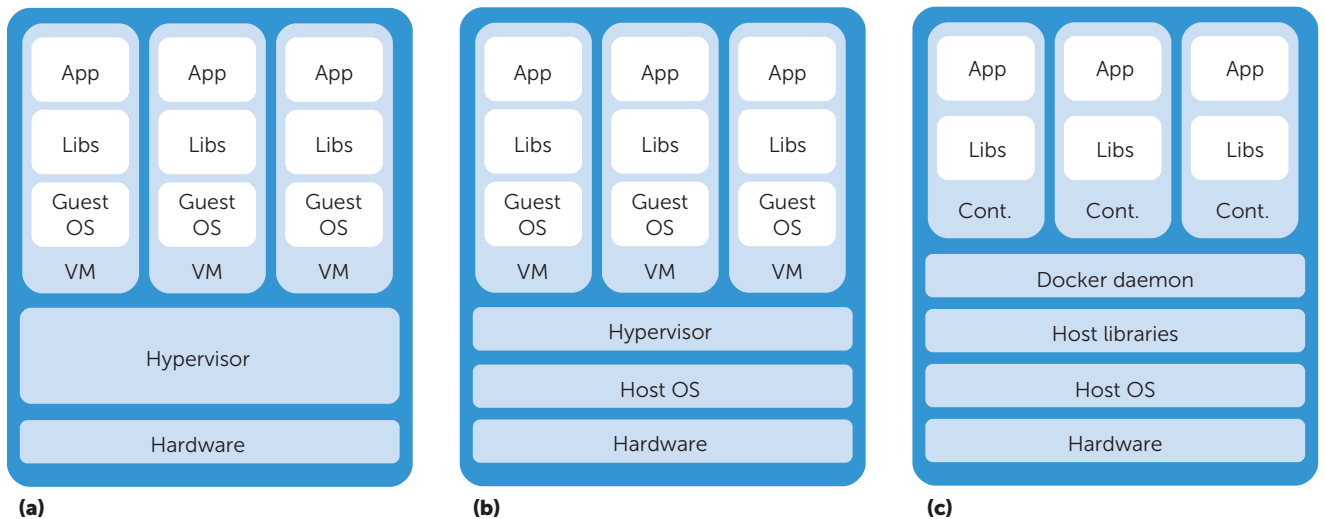 App App App
Libs Libs Libs
Guest Guest Guest
OS OS OS
VM VM VM
Hypervisor
Hardware
(a)
App App App
Libs Libs Libs
Guest Guest Guest
OS OS OS
VM VM VM
Hypervisor
Host OS
Hardware
(b)
App App App
Libs Libs Libs
Cont. Cont. Cont.
Docker daemon
Host libraries
Host OS
Hardware
(c)